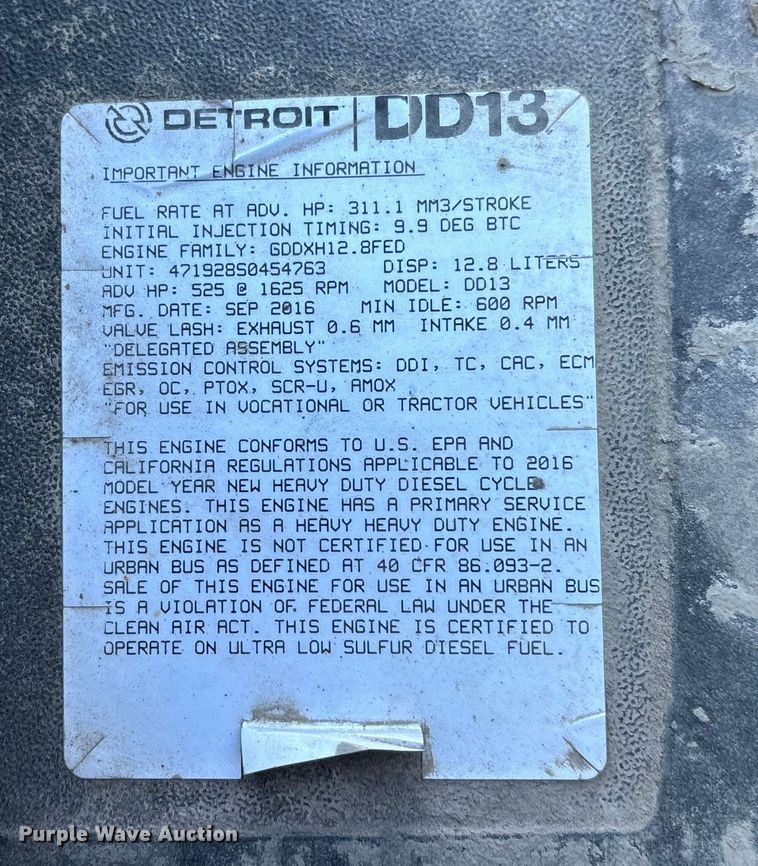 DETROIT DD13
IMPORTANT ENGINE INFORMATION
FUEL RATE AT ADV. HP: 311.1 MM3/STROKE
INITIAL INJECTION TIMING: 9.9 DEG BTC
ENGINE FAMILY: GDDXH12.8FED
UNIT: 471928S0454763 DISP: 12.8 LITERS
ADV HP: 525 @ 1625 RPM MODEL: DD13
MFG. DATE: SEP 2016 MIN IDLE: 600 RPM
VALVE LASH: EXHAUST 0.6 MM INTAKE 0.4 MM
"DELEGATED ASSEMBLY"
EMISSION CONTROL SYSTEMS: DDI, TC, CAC, ECM
EGR, OC, PTOX, SCR-U, AMOX
"FOR USE IN VOCATIONAL OR TRACTOR VEHICLES"
THIS ENGINE CONFORMS TO U.S. EPA AND
CALIFORNIA REGULATIONS APPLICABLE TO 2016
MODEL YEAR NEW HEAVY DUTY DIESEL CYCLE
ENGINES. THIS ENGINE HAS A PRIMARY SERVICE
APPLICATION AS A HEAVY HEAVY DUTY ENGINE.
THIS ENGINE IS NOT CERTIFIED FOR USE IN AN
URBAN BUS AS DEFINED AT 40 CFR 86.093-2.
SALE OF THIS ENGINE FOR USE IN AN URBAN BUS
IS A VIOLATION OF FEDERAL LAW UNDER THE
CLEAN AIR ACT. THIS ENGINE IS CERTIFIED TO
OPERATE ON ULTRA LOW SULFUR DIESEL FUEL.
Purple Wave Auction